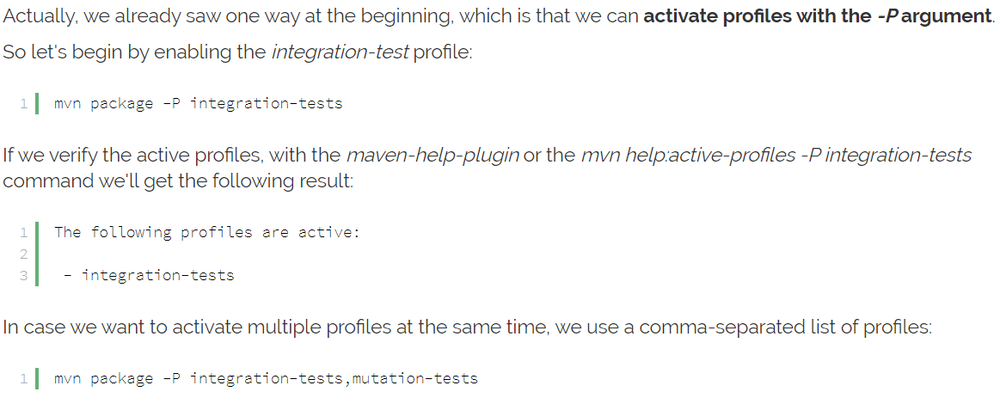 Actually, we already saw one way at the beginning, which is that we can activate profiles with the -P argument.
So let's begin by enabling the integration-test profile:
1 mvn package -P integration-tests
If we verify the active profiles, with the maven-help-plugin or the mvn help:active-profiles -P integration-tests
command we'll get the following result:
1 The following profiles are active:
2
3 - integration-tests
In case we want to activate multiple profiles at the same time, we use a comma-separated list of profiles:
1 mvn package -P integration-tests,mutation-tests